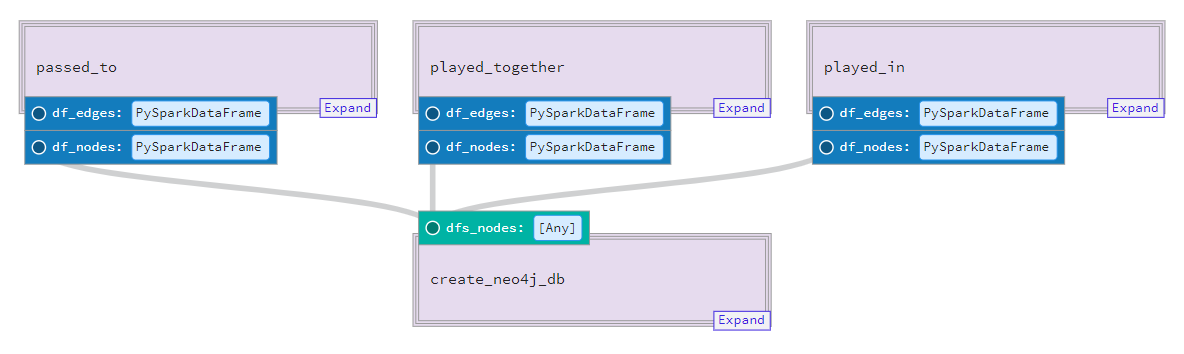 passed_to
Expand
df_edges: PySparkDataFrame
df_nodes: PySparkDataFrame
played_together
Expand
df_edges: PySparkDataFrame
df_nodes: PySparkDataFrame
played_in
Expand
df_edges: PySparkDataFrame
df_nodes: PySparkDataFrame
dfs_nodes: [Any]
create_neo4j_db
Expand